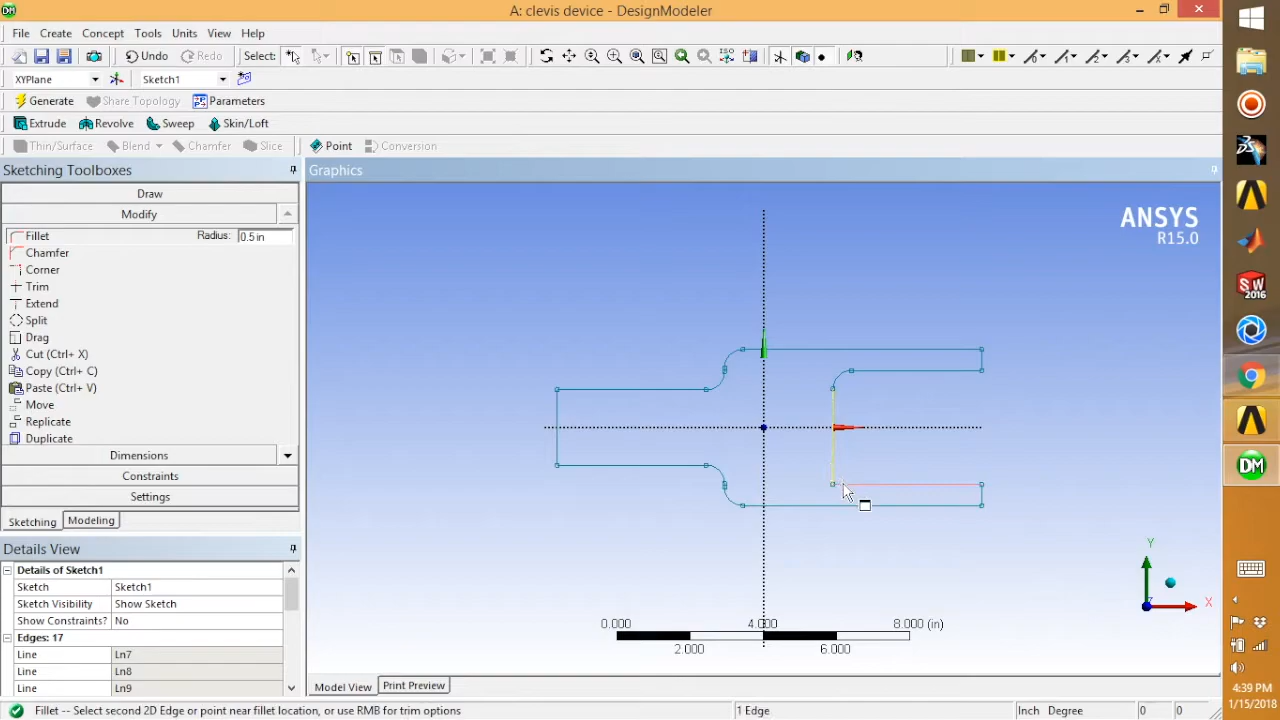 DM
A: clevis device - DesignModeler
File Create Concept Tools Units View Help
Undo Redo Select:
XYPlane Sketch1
Generate Share Topology Parameters
Extrude Revolve Sweep Skin/Loft
Thin/Surface Blend Chamfer Slice Point Conversion
Sketching Toolboxes
Draw
Modify
Fillet Radius: 0.5 in
Chamfer
Corner
Trim
Extend
Split
Drag
Cut (Ctrl+ X)
Copy (Ctrl+ C)
Paste (Ctrl+ V)
Move
Replicate
Duplicate
Dimensions
Constraints
Settings
Sketching Modeling
Details View
Details of Sketch1
Sketch Sketch1
Sketch Visibility Show Sketch
Show Constraints? No
Edges: 17
Line Ln7
Line Ln8
Line Ln9
Graphics
ANSYS
R15.0
Y
X
0.000 4.000 8.000 (in)
2.000 6.000
Model View Print Preview
Fillet -- Select second 2D Edge or point near fillet location, or use RMB for trim options 1 Edge Inch Degree 0 0
3DS
SW
2016
DM
4:39 PM
1/15/2018